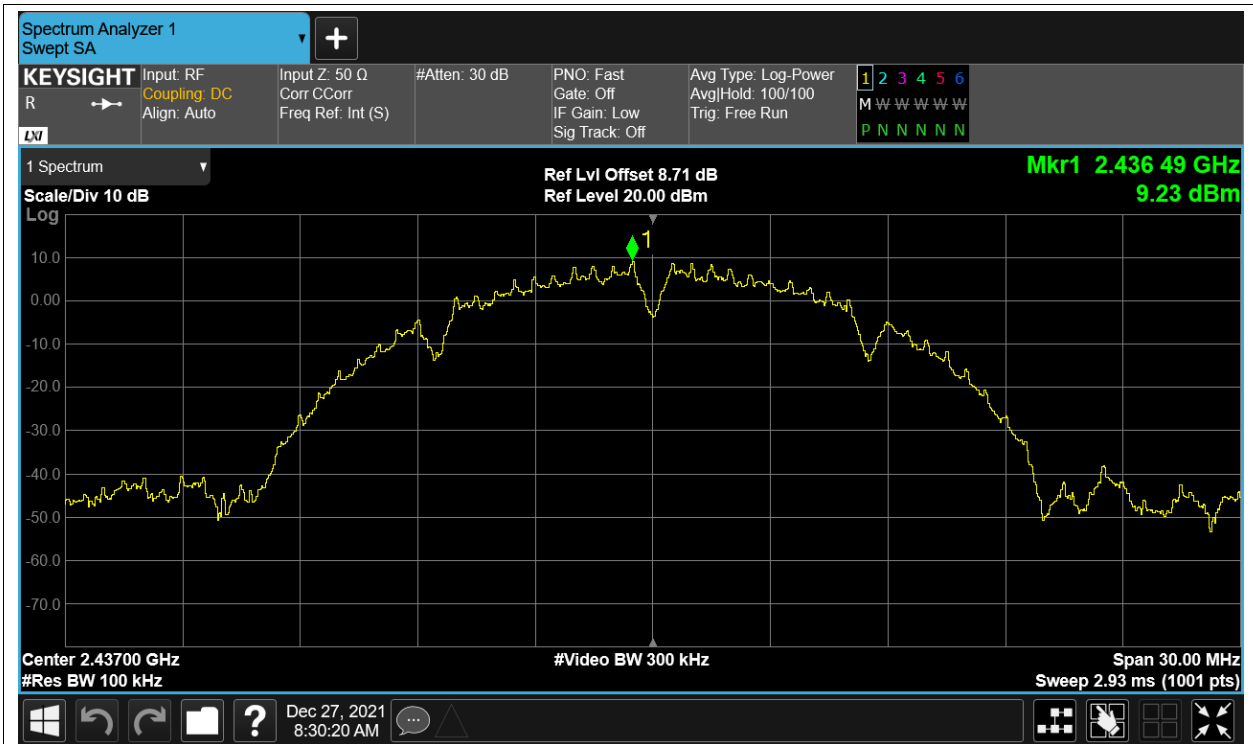 Spectrum Analyzer 1
Swept SA
KEYSIGHT
R
LXI
Input: RF
Coupling: DC
Align: Auto
Input Z: 50 Ω
Corr CCorr
Freq Ref: Int (S)
#Atten: 30 dB
PNO: Fast
Gate: Off
IF Gain: Low
Sig Track: Off
Avg Type: Log-Power
Avg|Hold: 100/100
Trig: Free Run
1 2 3 4 5 6
M W W W W W
P N N N N N
1 Spectrum
Scale/Div 10 dB
Log
Ref Lvl Offset 8.71 dB
Ref Level 20.00 dBm
Mkr1 2.436 49 GHz
9.23 dBm
1
10.0
0.00
-10.0
-20.0
-30.0
-40.0
-50.0
-60.0
-70.0
Center 2.43700 GHz
#Video BW 300 kHz
Span 30.00 MHz
#Res BW 100 kHz
Sweep 2.93 ms (1001 pts)
?
Dec 27, 2021
8:30:20 AM